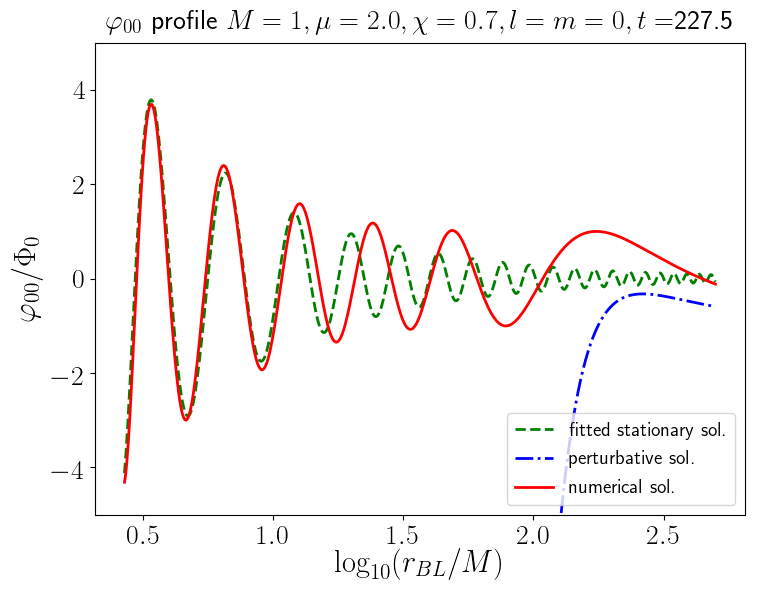 φ₀₀ profile M = 1, μ = 2.0, χ = 0.7, l = m = 0, t =227.5
φ₀₀/Φ₀
4
2
0
−2
−4
fitted stationary sol.
perturbative sol.
numerical sol.
0.5 1.0 1.5 2.0 2.5
log₁₀(r_BL/M)